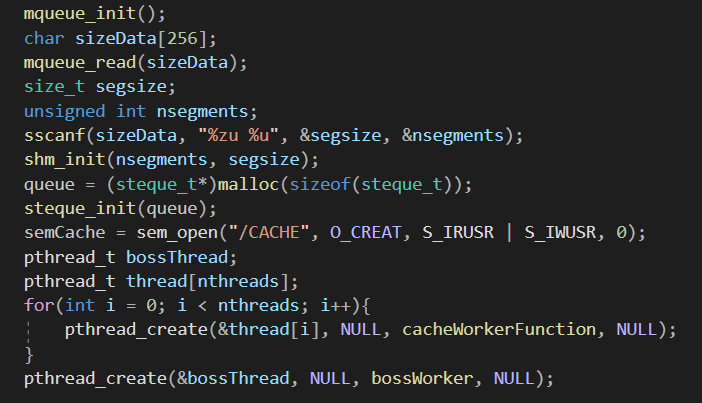 mqueue_init();
char sizeData[256];
mqueue_read(sizeData);
size_t segsize;
unsigned int nsegments;
sscanf(sizeData, "%zu %u", &segsize, &nsegments);
shm_init(nsegments, segsize);
queue = (steque_t*)malloc(sizeof(steque_t));
steque_init(queue);
semCache = sem_open("/CACHE", O_CREAT, S_IRUSR | S_IWUSR, 0);
pthread_t bossThread;
pthread_t thread[nthreads];
for(int i = 0; i < nthreads; i++){
    pthread_create(&thread[i], NULL, cacheWorkerFunction, NULL);
}
pthread_create(&bossThread, NULL, bossWorker, NULL);